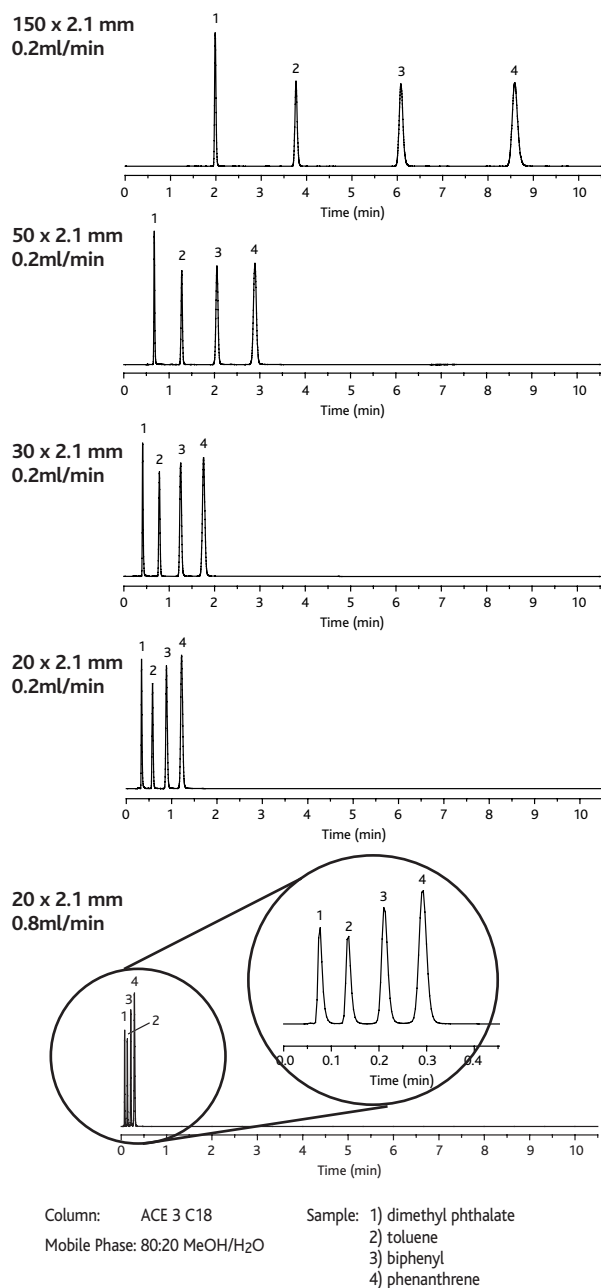 150 x 2.1 mm
0.2ml/min
1
2
3
4
0 1 2 3 4 5 6 7 8 9 10
Time (min)
50 x 2.1 mm
0.2ml/min
1
2
3
4
0 1 2 3 4 5 6 7 8 9 10
Time (min)
30 x 2.1 mm
0.2ml/min
1
2
3
4
0 1 2 3 4 5 6 7 8 9 10
Time (min)
20 x 2.1 mm
0.2ml/min
1
2
3
4
0 1 2 3 4 5 6 7 8 9 10
Time (min)
20 x 2.1 mm
0.8ml/min
1
2
3
4
0.0 0.1 0.2 0.3 0.4
Time (min)
4
3
1
2
0 1 2 3 4 5 6 7 8 9 10
Time (min)
Column: ACE 3 C18
Mobile Phase: 80:20 MeOH/H2O
Sample: 1) dimethyl phthalate
2) toluene
3) biphenyl
4) phenanthrene